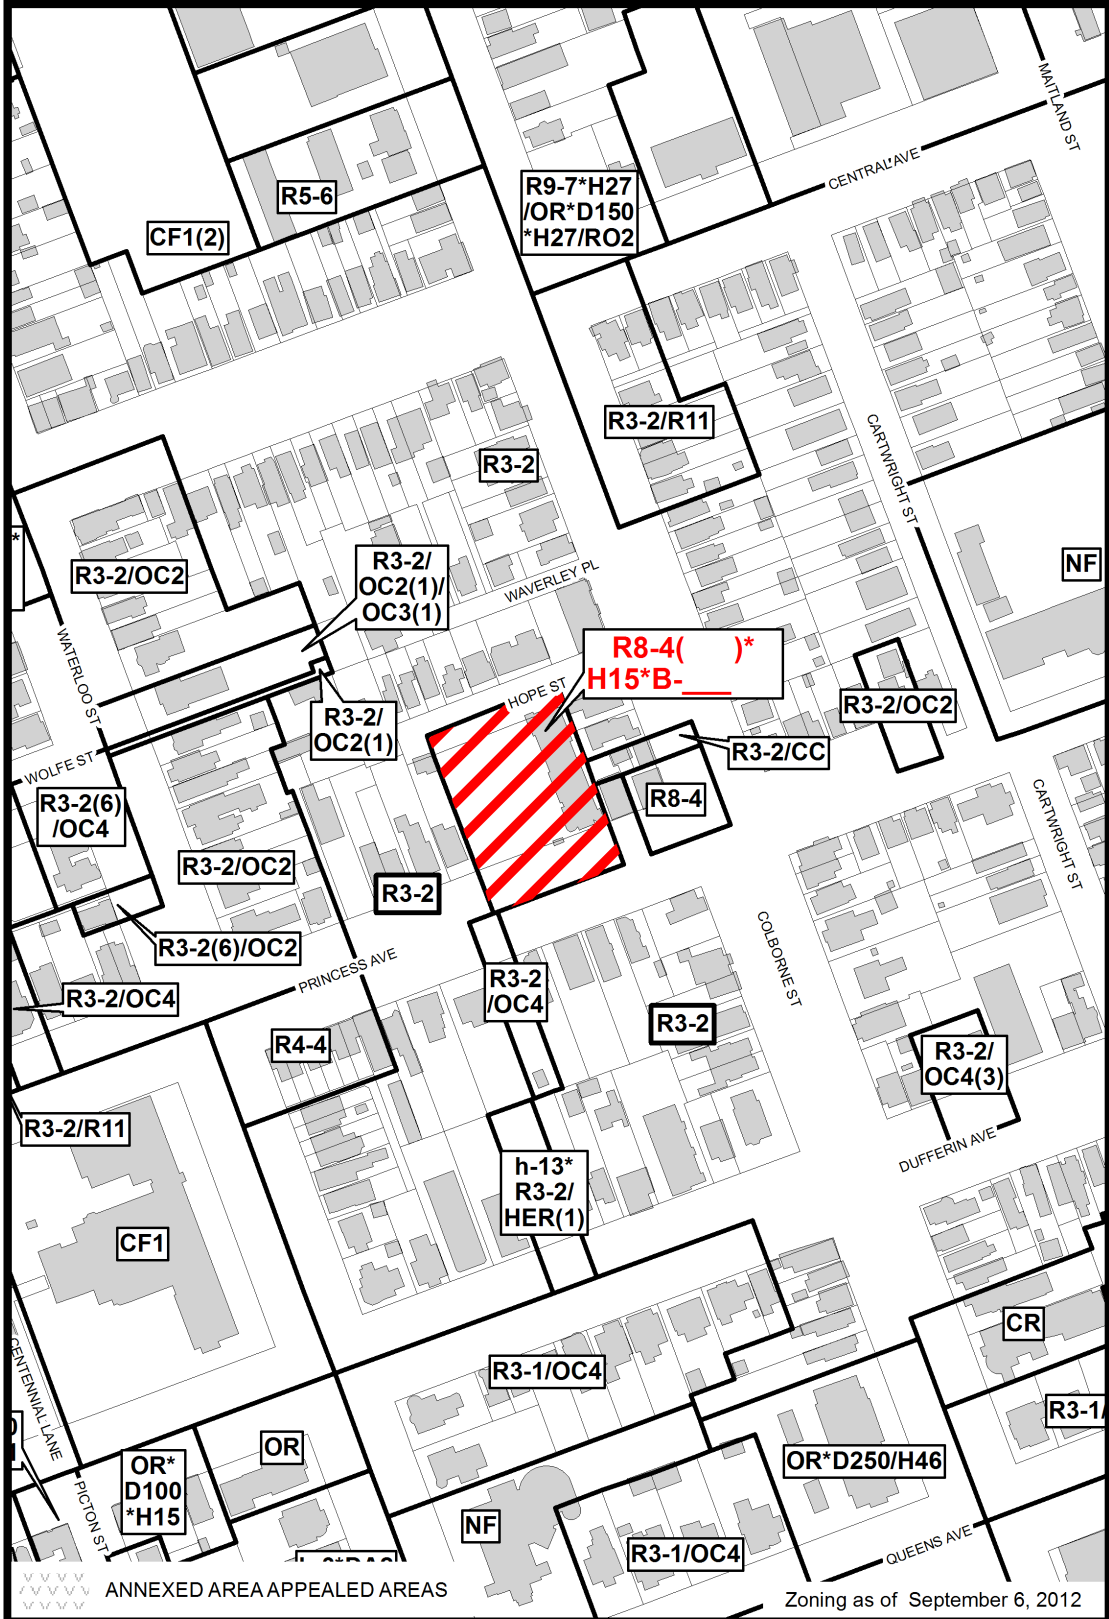 MAITLAND ST
CENTRAL AVE
R5-6
R9-7*H27
/OR*D150
*H27/RO2
CF1(2)
R3-2/R11
CARTWRIGHT ST
R3-2
*
R3-2/OC2
R3-2/
OC2(1)/
OC3(1)
WAVERLEY PL
NF
WATERLOO ST
R8-4( )*
H15*B-___
HOPE ST
R3-2/OC2
R3-2/
OC2(1)
R3-2/CC
WOLFE ST
R3-2(6)
/OC4
R8-4
CARTWRIGHT ST
R3-2/OC2
R3-2
R3-2(6)/OC2
COLBORNE ST
PRINCESS AVE
R3-2/OC4
R3-2
/OC4
R3-2
R4-4
R3-2/
OC4(3)
R3-2/R11
DUFFERIN AVE
h-13*
R3-2/
HER(1)
CF1
CR
CENTENNIAL LANE
R3-1/OC4
R3-1/
OR
OR*
D100
*H15
OR*D250/H46
PICTON ST
NF
R3-1/OC4
QUEENS AVE
ANNEXED AREA APPEALED AREAS
Zoning as of September 6, 2012